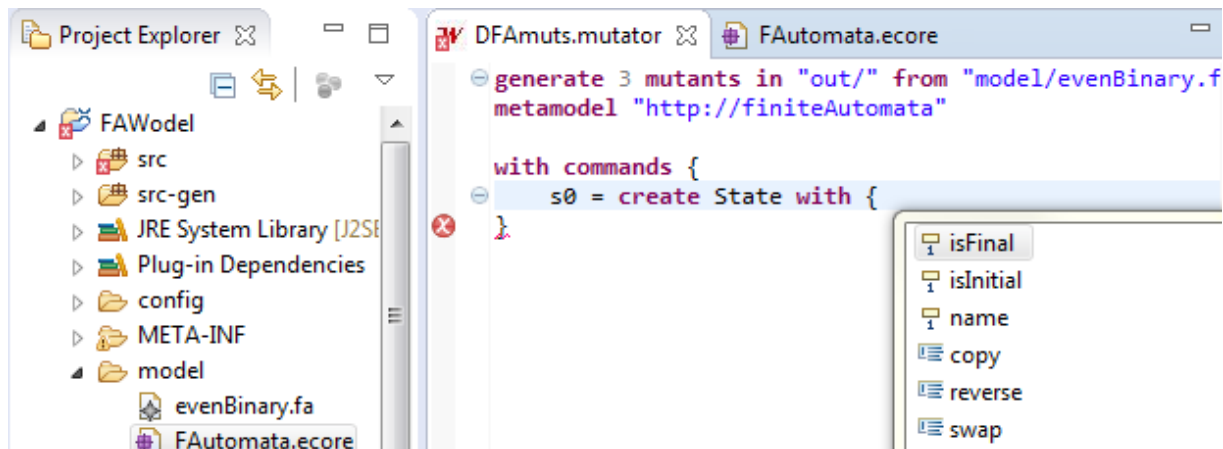 Project Explorer
FAWodel
src
src-gen
JRE System Library [J2SE
Plug-in Dependencies
config
META-INF
model
evenBinary.fa
FAutomata.ecore
DFAmuts.mutator
FAutomata.ecore
generate 3 mutants in "out/" from "model/evenBinary.f
metamodel "http://finiteAutomata"
with commands {
s0 = create State with {
}
isFinal
isInitial
name
copy
reverse
swap